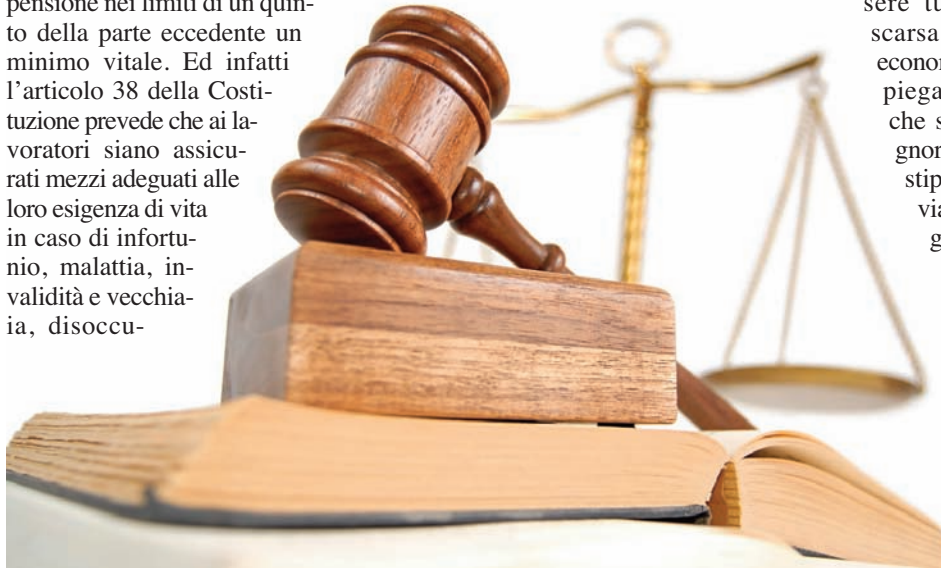 pensione nei limiti di un quin-
to della parte eccedente un
minimo vitale. Ed infatti
l'articolo 38 della Costi-
tuzione prevede che ai la-
voratori siano assicu-
rati mezzi adeguati alle
loro esigenza di vita
in caso di infortu-
nio, malattia, in-
validità e vecchia-
ia, disoccu-
sere tu
scarsa
econor
piega
che s
gnor
stip
via
g